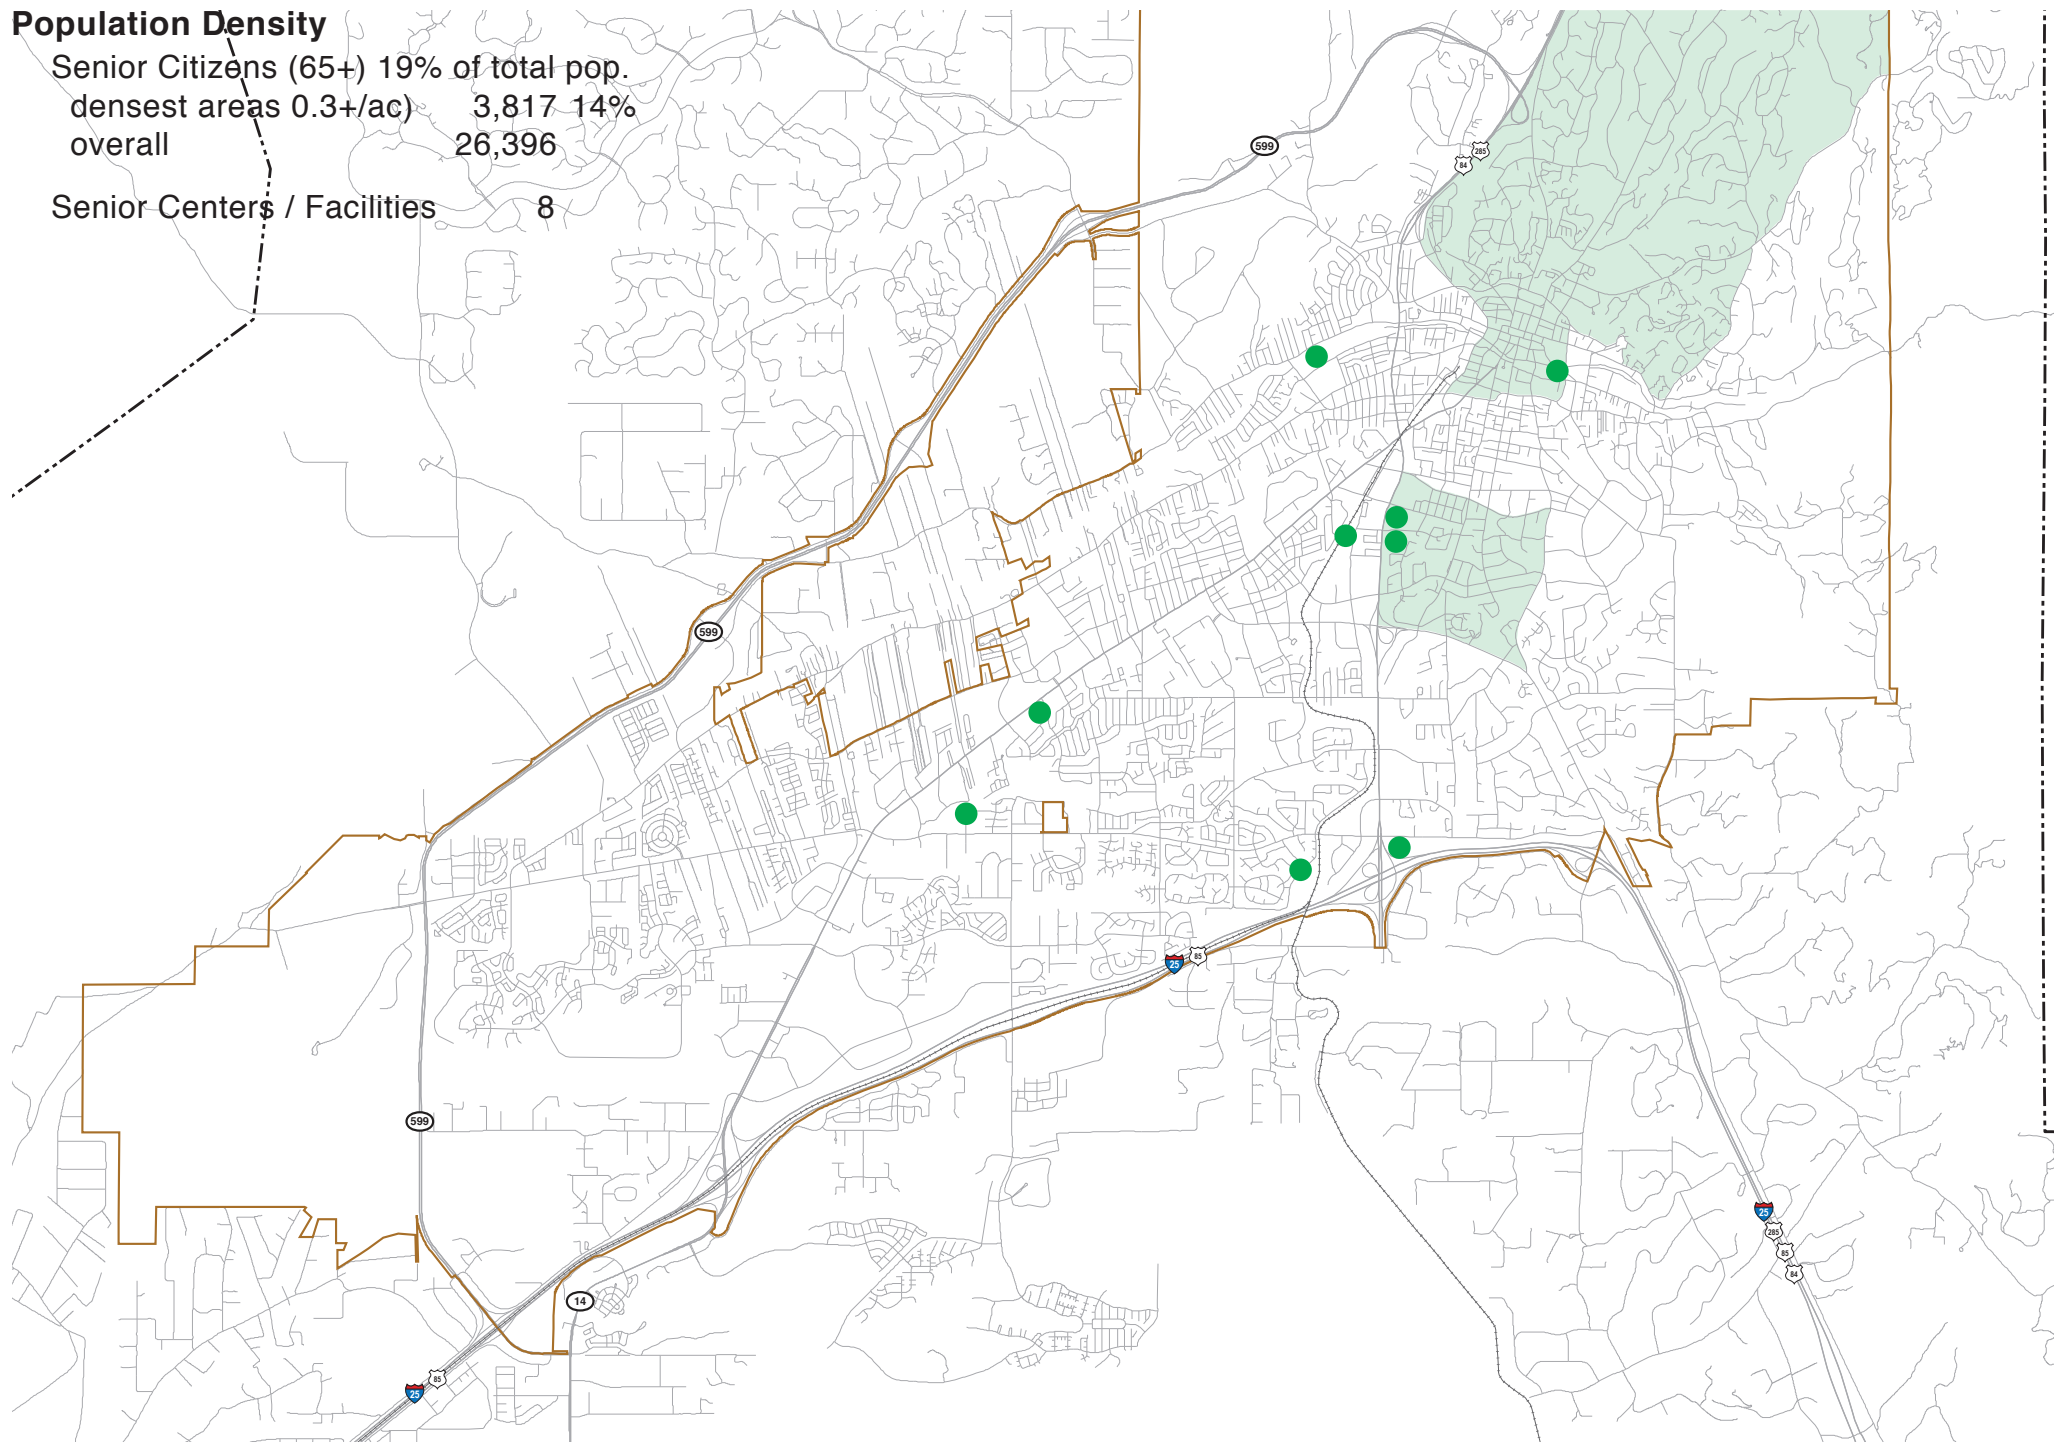 Population Density
Senior Citizens (65+) 19% of total pop.
densest areas 0.3+/ac) 3,817 14%
overall 26,396
Senior Centers / Facilities 8
599
285
84
599
25
85
599
25
285
85
84
14
85
25